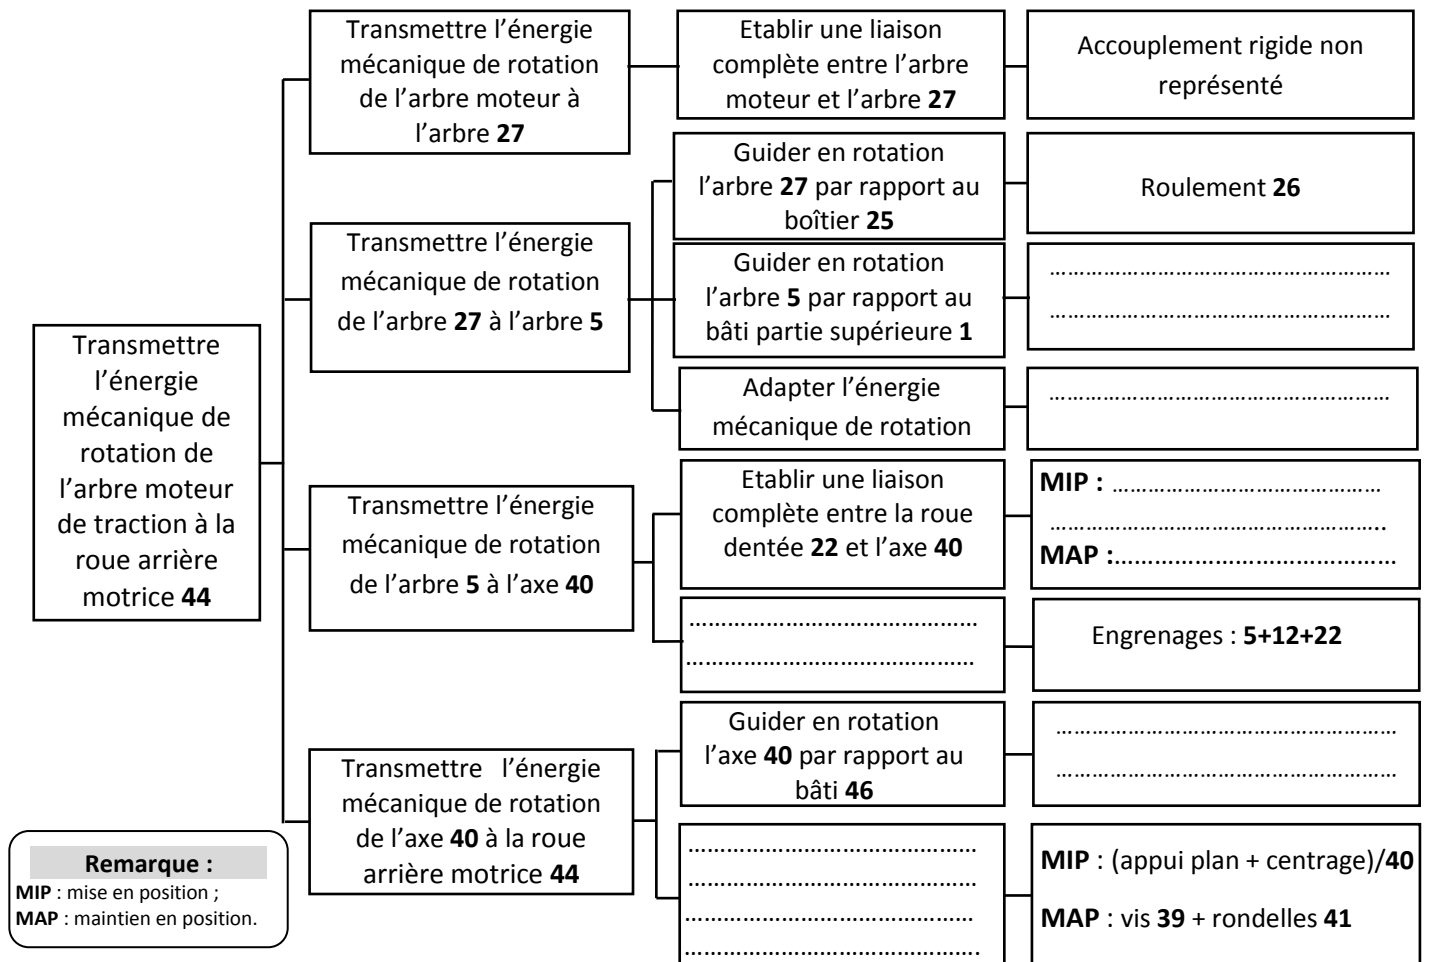 Transmettre
l’énergie
mécanique de
rotation de
l’arbre moteur
de traction à la
roue arrière
motrice 44
Transmettre l’énergie
mécanique de rotation
de l’arbre moteur à
l’arbre 27
Etablir une liaison
complète entre l’arbre
moteur et l’arbre 27
Accouplement rigide non
représenté
Transmettre l’énergie
mécanique de rotation
de l’arbre 27 à l’arbre 5
Guider en rotation
l’arbre 27 par rapport au
boîtier 25
Roulement 26
Guider en rotation
l’arbre 5 par rapport au
bâti partie supérieure 1
…………………………………………………
…………………………………………………
Adapter l’énergie
mécanique de rotation
…………………………………………………
Transmettre l’énergie
mécanique de rotation
de l’arbre 5 à l’axe 40
Etablir une liaison
complète entre la roue
dentée 22 et l’axe 40
MIP : ………………………………………
………………………………………………..
MAP :…………………………………………
…………………………………………
…………………………………………
Engrenages : 5+12+22
Transmettre l’énergie
mécanique de rotation
de l’axe 40 à la roue
arrière motrice 44
Guider en rotation
l’axe 40 par rapport au
bâti 46
…………………………………………………
…………………………………………………
…………………………………………
…………………………………………
…………………………………………
………………………………………….
MIP : (appui plan + centrage)/40
MAP : vis 39 + rondelles 41
Remarque :
MIP : mise en position ;
MAP : maintien en position.